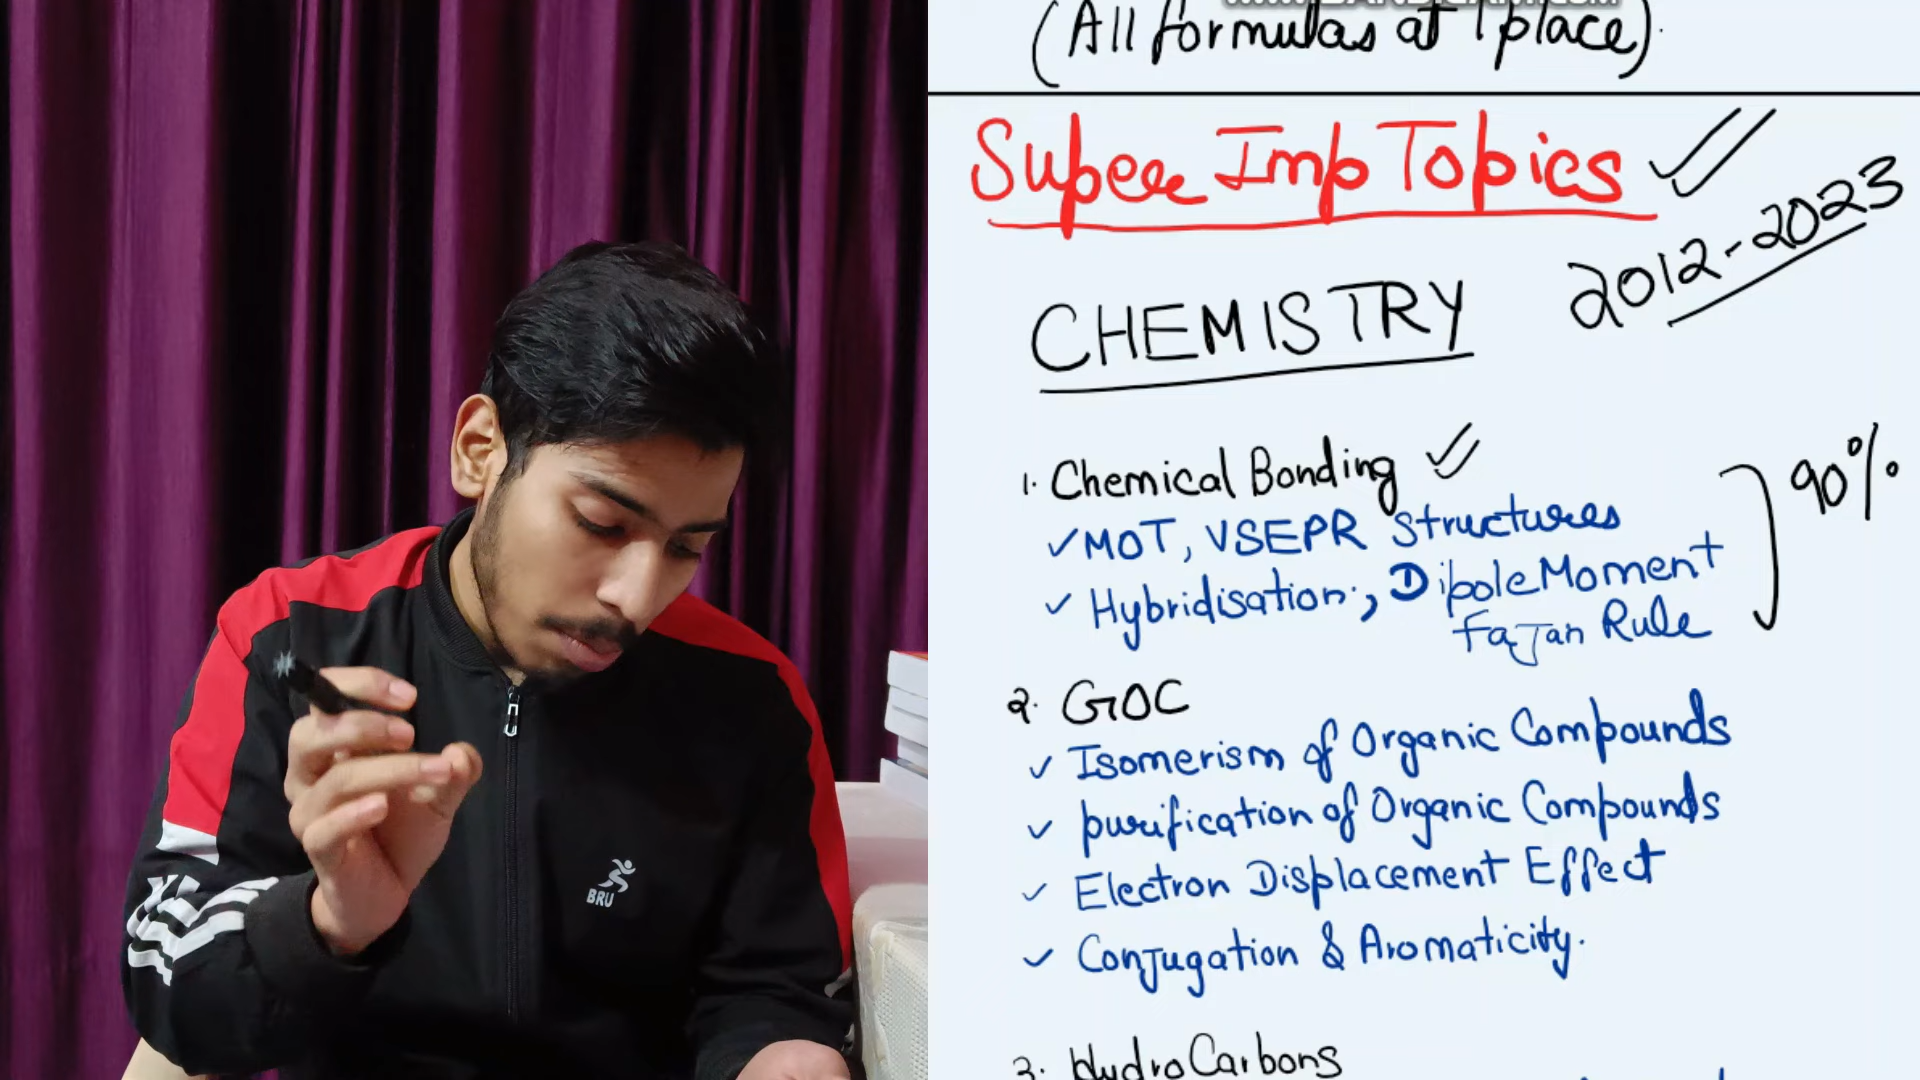 (All formulas at 1 place).
Super Imp Topics
2012-2023
CHEMISTRY
1. Chemical Bonding
MOT, VSEPR Structures
Hybridisation, Dipole Moment
Fajan Rule
90%
2. GOC
Isomerism of Organic Compounds
purification of Organic Compounds
Electron Displacement Effect
Conjugation & Aromaticity.
3. HydroCarbons
BRU